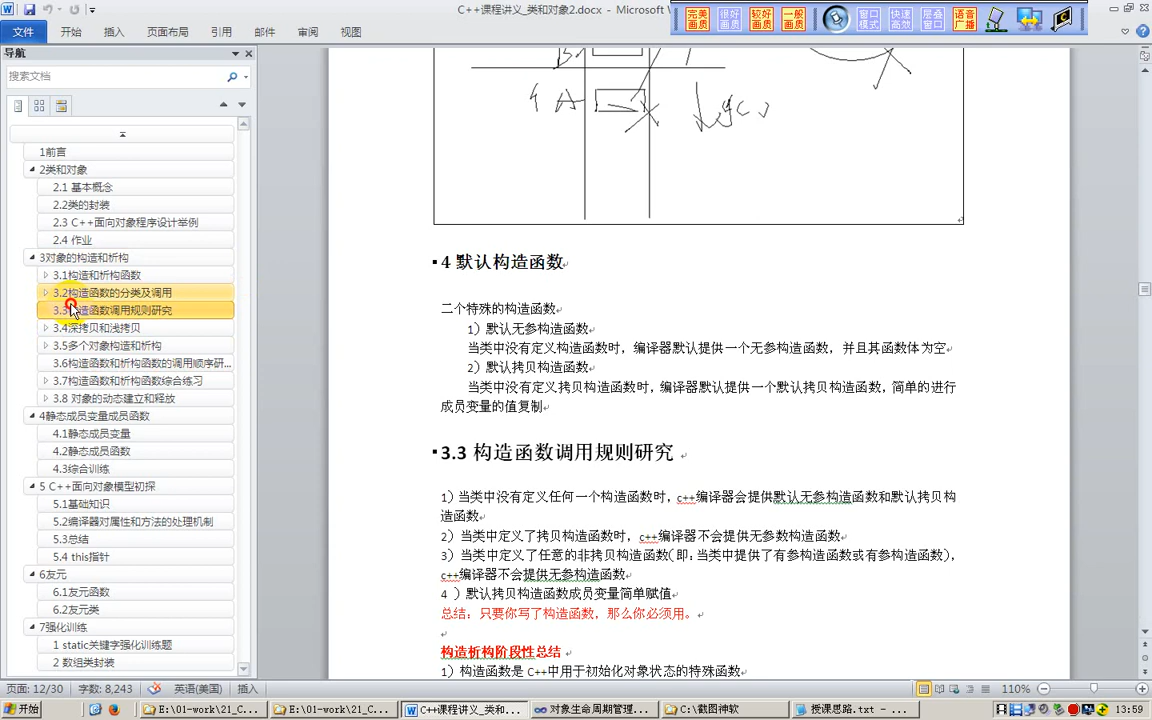 C++课程讲义_类和对象2.docx - Microsoft W
完美画质
很好画质
较好画质
一般画质
窗口模式
快速高效
层叠窗口
语音广播
文件 开始 插入 页面布局 引用 邮件 审阅 视图
导航
搜索文档
1前言
2类和对象
2.1 基本概念
2.2类的封装
2.3 C++面向对象程序设计举例
2.4 作业
3对象的构造和析构
3.1构造和析构函数
3.2构造函数的分类及调用
3.3构造函数调用规则研究
3.4深拷贝和浅拷贝
3.5多个对象构造和析构
3.6构造函数和析构函数的调用顺序研...
3.7构造函数和析构函数综合练习
3.8 对象的动态建立和释放
4静态成员变量成员函数
4.1静态成员变量
4.2静态成员函数
4.3综合训练
5 C++面向对象模型初探
5.1基础知识
5.2编译器对属性和方法的处理机制
5.3总结
5.4 this指针
6友元
6.1友元函数
6.2友元类
7强化训练
1 static关键字强化训练题
2 数组类封装
4 默认构造函数
二个特殊的构造函数
1）默认无参构造函数
当类中没有定义构造函数时，编译器默认提供一个无参构造函数，并且其函数体为空
2）默认拷贝构造函数
当类中没有定义拷贝构造函数时，编译器默认提供一个默认拷贝构造函数，简单的进行
成员变量的值复制
3.3 构造函数调用规则研究
1）当类中没有定义任何一个构造函数时，c++编译器会提供默认无参构造函数和默认拷贝构
造函数
2）当类中定义了拷贝构造函数时，c++编译器不会提供无参数构造函数
3）当类中定义了任意的非拷贝构造函数（即：当类中提供了有参构造函数或有参构造函数），
c++编译器不会提供无参构造函数
4 ）默认拷贝构造函数成员变量简单赋值
总结：只要你写了构造函数，那么你必须用。
构造析构阶段性总结
1）构造函数是 C++中用于初始化对象状态的特殊函数
页面: 12/30 字数: 8,243 英语(美国) 插入 110%
开始 E:\01-work\21_C... E:\01-work\21_C... C++课程讲义_类和... 对象生命周期管理... C:\截图神软 授课思路.txt - ... 13:59